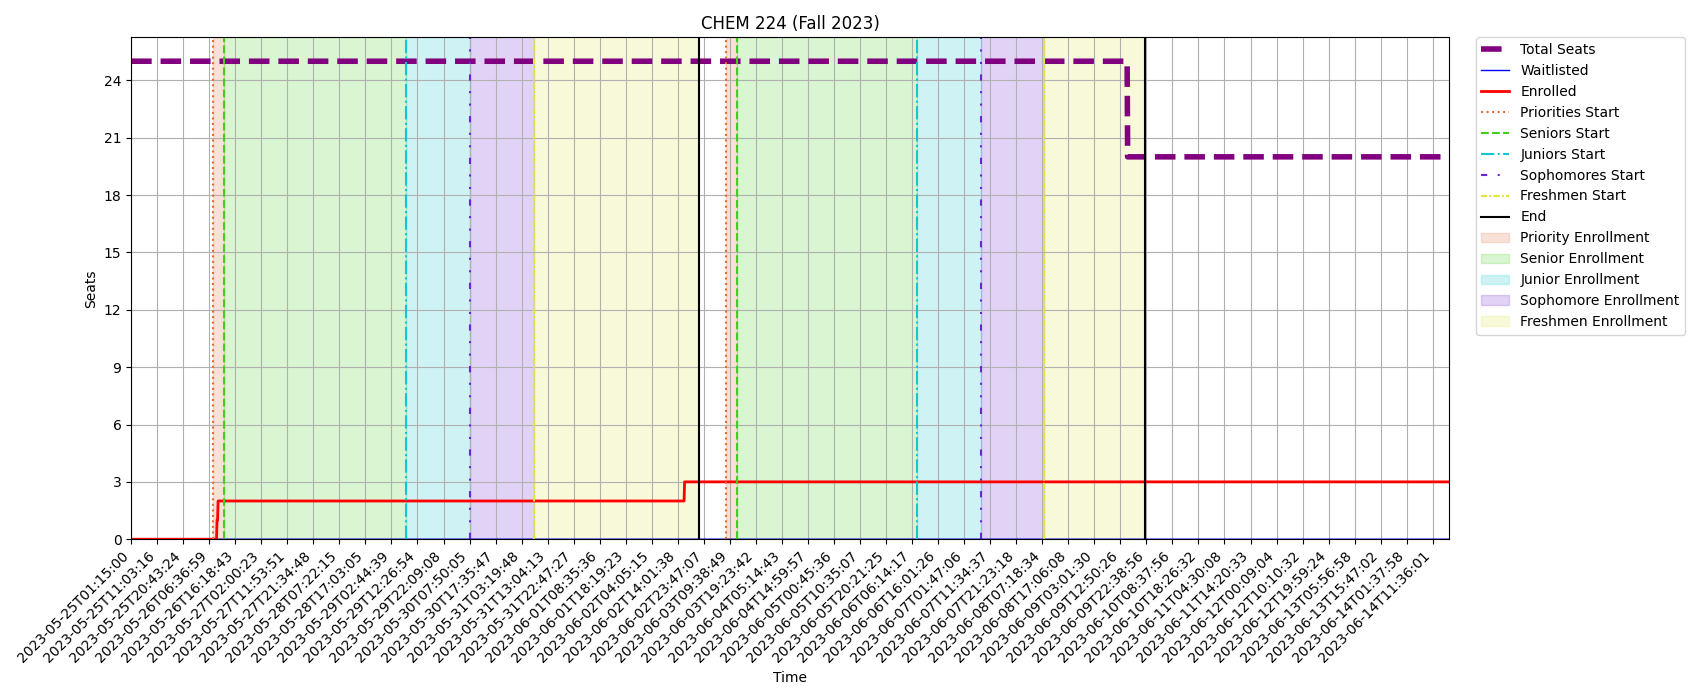 CHEM 224 (Fall 2023)
Seats
24
21
18
15
12
9
6
3
0
2023-05-25T01:15:00
2023-05-25T11:03:16
2023-05-25T20:43:24
2023-05-26T06:36:59
2023-05-26T16:18:43
2023-05-27T02:00:23
2023-05-27T11:53:51
2023-05-27T21:34:48
2023-05-28T07:22:15
2023-05-28T17:03:05
2023-05-29T02:44:39
2023-05-29T12:26:54
2023-05-29T22:09:08
2023-05-30T07:50:05
2023-05-30T17:35:47
2023-05-31T03:19:48
2023-05-31T13:04:13
2023-05-31T22:47:27
2023-06-01T08:35:36
2023-06-01T18:19:23
2023-06-02T04:05:15
2023-06-02T14:01:38
2023-06-02T23:47:07
2023-06-03T09:38:49
2023-06-03T19:23:42
2023-06-04T05:14:43
2023-06-04T14:59:57
2023-06-05T00:45:36
2023-06-05T10:35:07
2023-06-05T20:21:25
2023-06-06T06:14:17
2023-06-06T16:01:26
2023-06-07T01:47:06
2023-06-07T11:34:37
2023-06-07T21:23:18
2023-06-08T07:18:34
2023-06-08T17:06:08
2023-06-09T03:01:30
2023-06-09T12:50:26
2023-06-09T22:38:56
2023-06-10T08:37:56
2023-06-10T18:26:32
2023-06-11T04:30:08
2023-06-11T14:20:33
2023-06-12T00:09:04
2023-06-12T10:10:32
2023-06-12T19:59:24
2023-06-13T05:56:58
2023-06-13T15:47:02
2023-06-14T01:37:58
2023-06-14T11:36:01
Time
Total Seats
Waitlisted
Enrolled
Priorities Start
Seniors Start
Juniors Start
Sophomores Start
Freshmen Start
End
Priority Enrollment
Senior Enrollment
Junior Enrollment
Sophomore Enrollment
Freshmen Enrollment